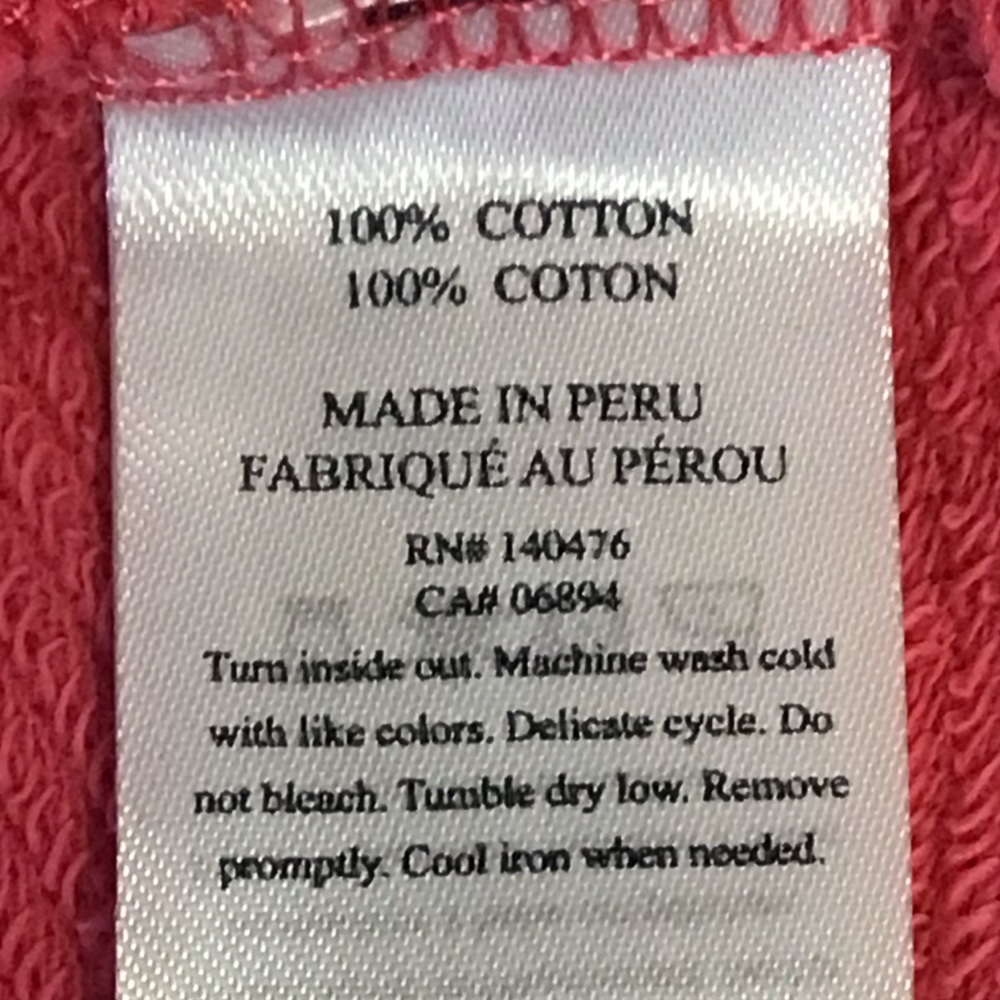 100% COTTON
100% COTON
MADE IN PERU
FABRIQUÉ AU PÉROU
RN# 140476
CA# 06894
Turn inside out. Machine wash cold
with like colors. Delicate cycle. Do
not bleach. Tumble dry low. Remove
promptly. Cool iron when needed.